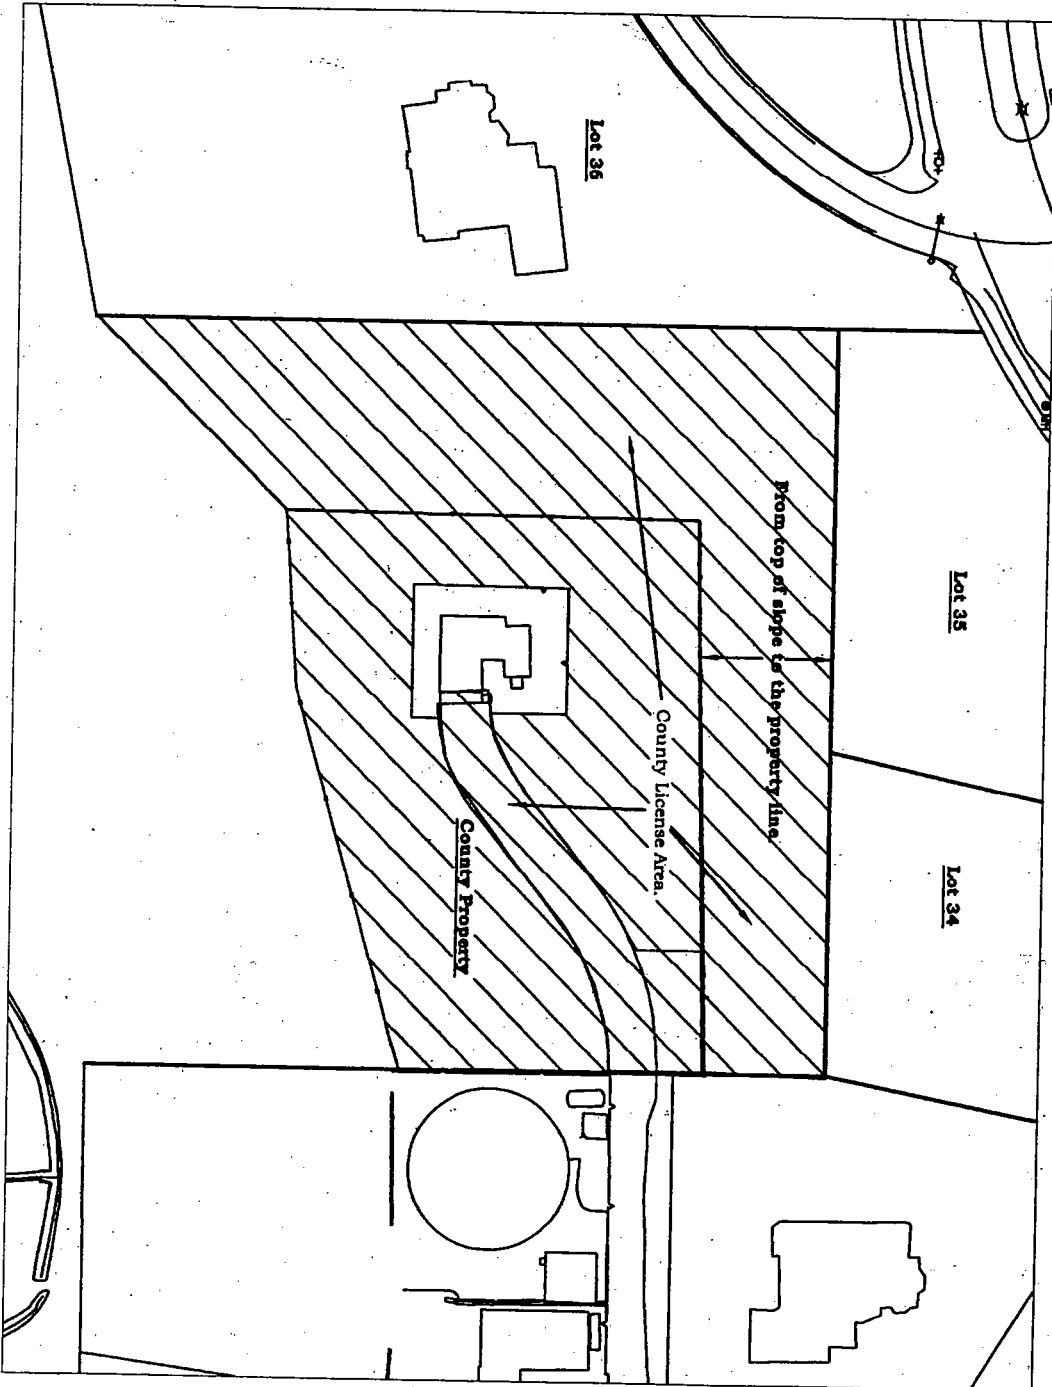 Lot 36
Lot 35
Lot 34
From top of slope to the property line
County License Area.
County Property